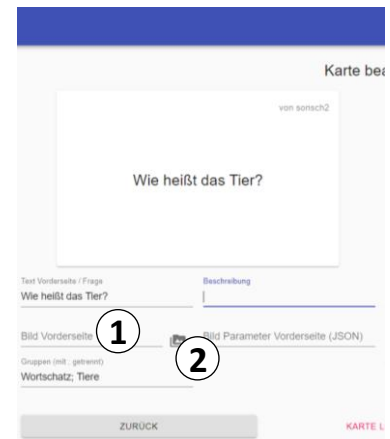 Karte bea
von sonsch2
Wie heißt das Tier?
Text Vorderseite / Frage
Beschreibung
Wie heißt das Tier?
Bild Vorderseite
1
2
Bild Parameter Vorderseite (JSON)
Gruppen (mit ; getrennt)
Wortschatz; Tiere
ZURÜCK
KARTE L